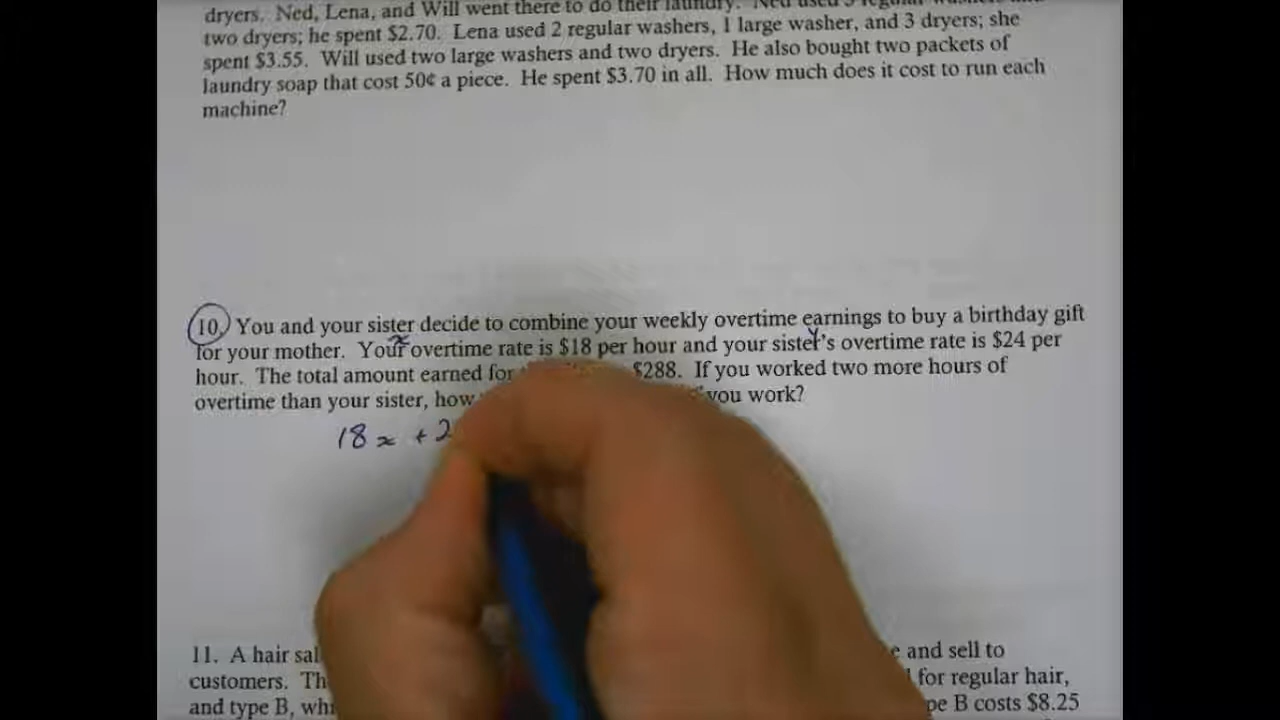 dryers. Ned, Lena, and Will went there to do their laundry. Ned used 3 regular washers and
two dryers; he spent $2.70. Lena used 2 regular washers, 1 large washer, and 3 dryers; she
spent $3.55. Will used two large washers and two dryers. He also bought two packets of
laundry soap that cost 50¢ a piece. He spent $3.70 in all. How much does it cost to run each
machine?
10. You and your sister decide to combine your weekly overtime earnings to buy a birthday gift
x y
for your mother. Your overtime rate is $18 per hour and your sister's overtime rate is $24 per
hour. The total amount earned for $288. If you worked two more hours of
overtime than your sister, how you work?
18x + 2
11. A hair and sell to
customers. for regular hair,
and type B, B costs $8.25